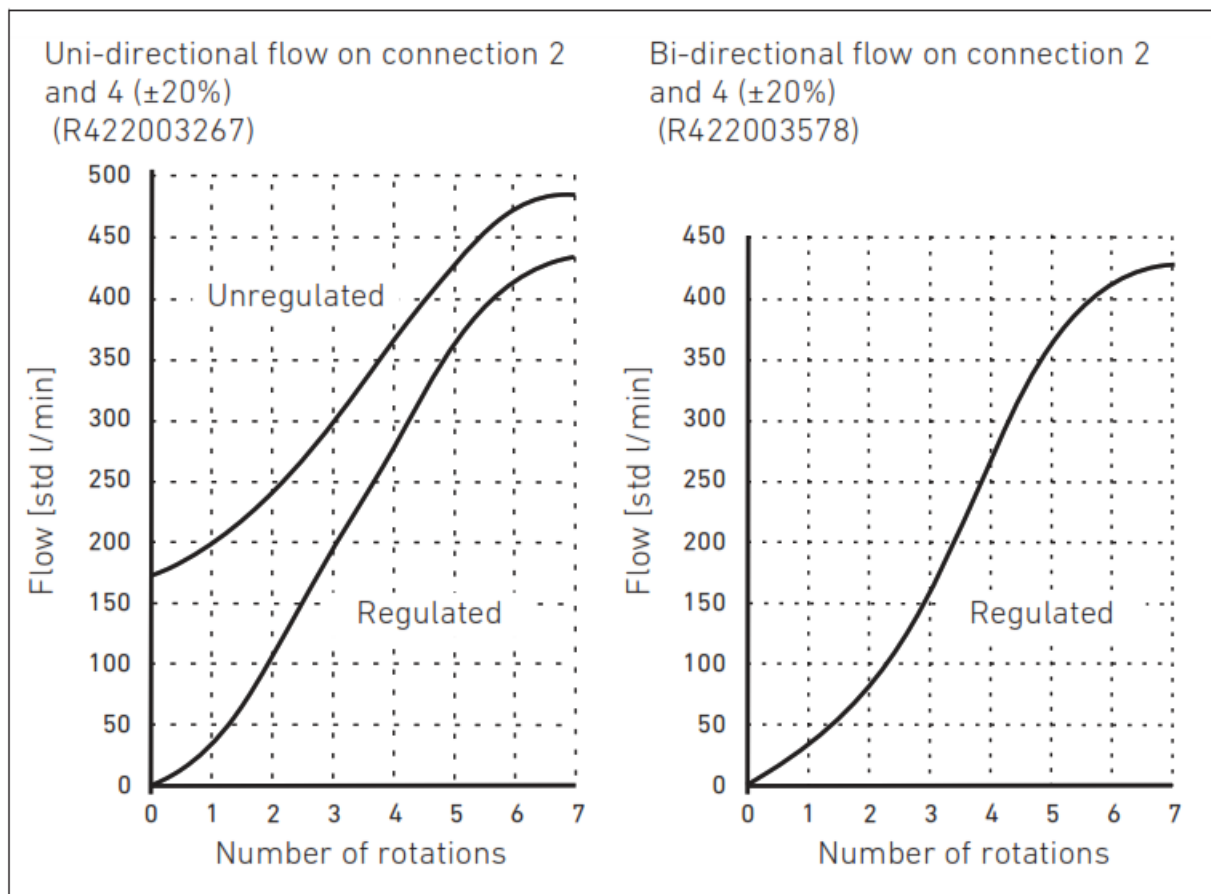 Uni-directional flow on connection 2
and 4 (±20%)
(R422003267)
500
450
400
350
300
250
200
150
100
50
0
Flow [std l/min]
Unregulated
Regulated
0 1 2 3 4 5 6 7
Number of rotations
Bi-directional flow on connection 2
and 4 (±20%)
(R422003578)
450
400
350
300
250
200
150
100
50
0
Flow [std l/min]
Regulated
0 1 2 3 4 5 6 7
Number of rotations